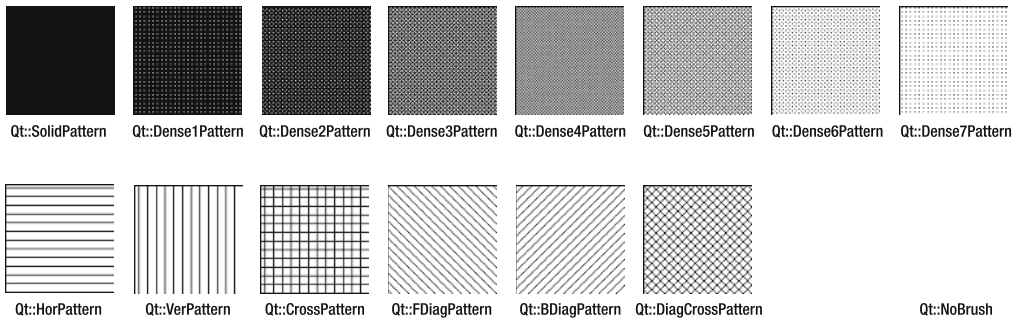 Qt::SolidPattern Qt::Dense1Pattern Qt::Dense2Pattern Qt::Dense3Pattern Qt::Dense4Pattern Qt::Dense5Pattern Qt::Dense6Pattern Qt::Dense7Pattern
Qt::HorPattern Qt::VerPattern Qt::CrossPattern Qt::FDiagPattern Qt::BDiagPattern Qt::DiagCrossPattern Qt::NoBrush